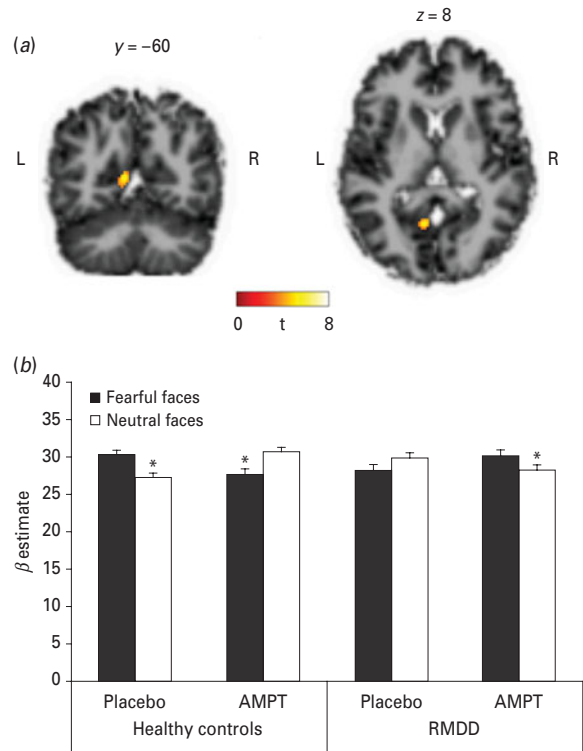 z = 8
(a)
y = −60
L
R
L
R
0 t 8
(b)
40
35
30
25
20
15
10
5
0
β estimate
Fearful faces
Neutral faces
*
*
*
Placebo AMPT Placebo AMPT
Healthy controls RMDD